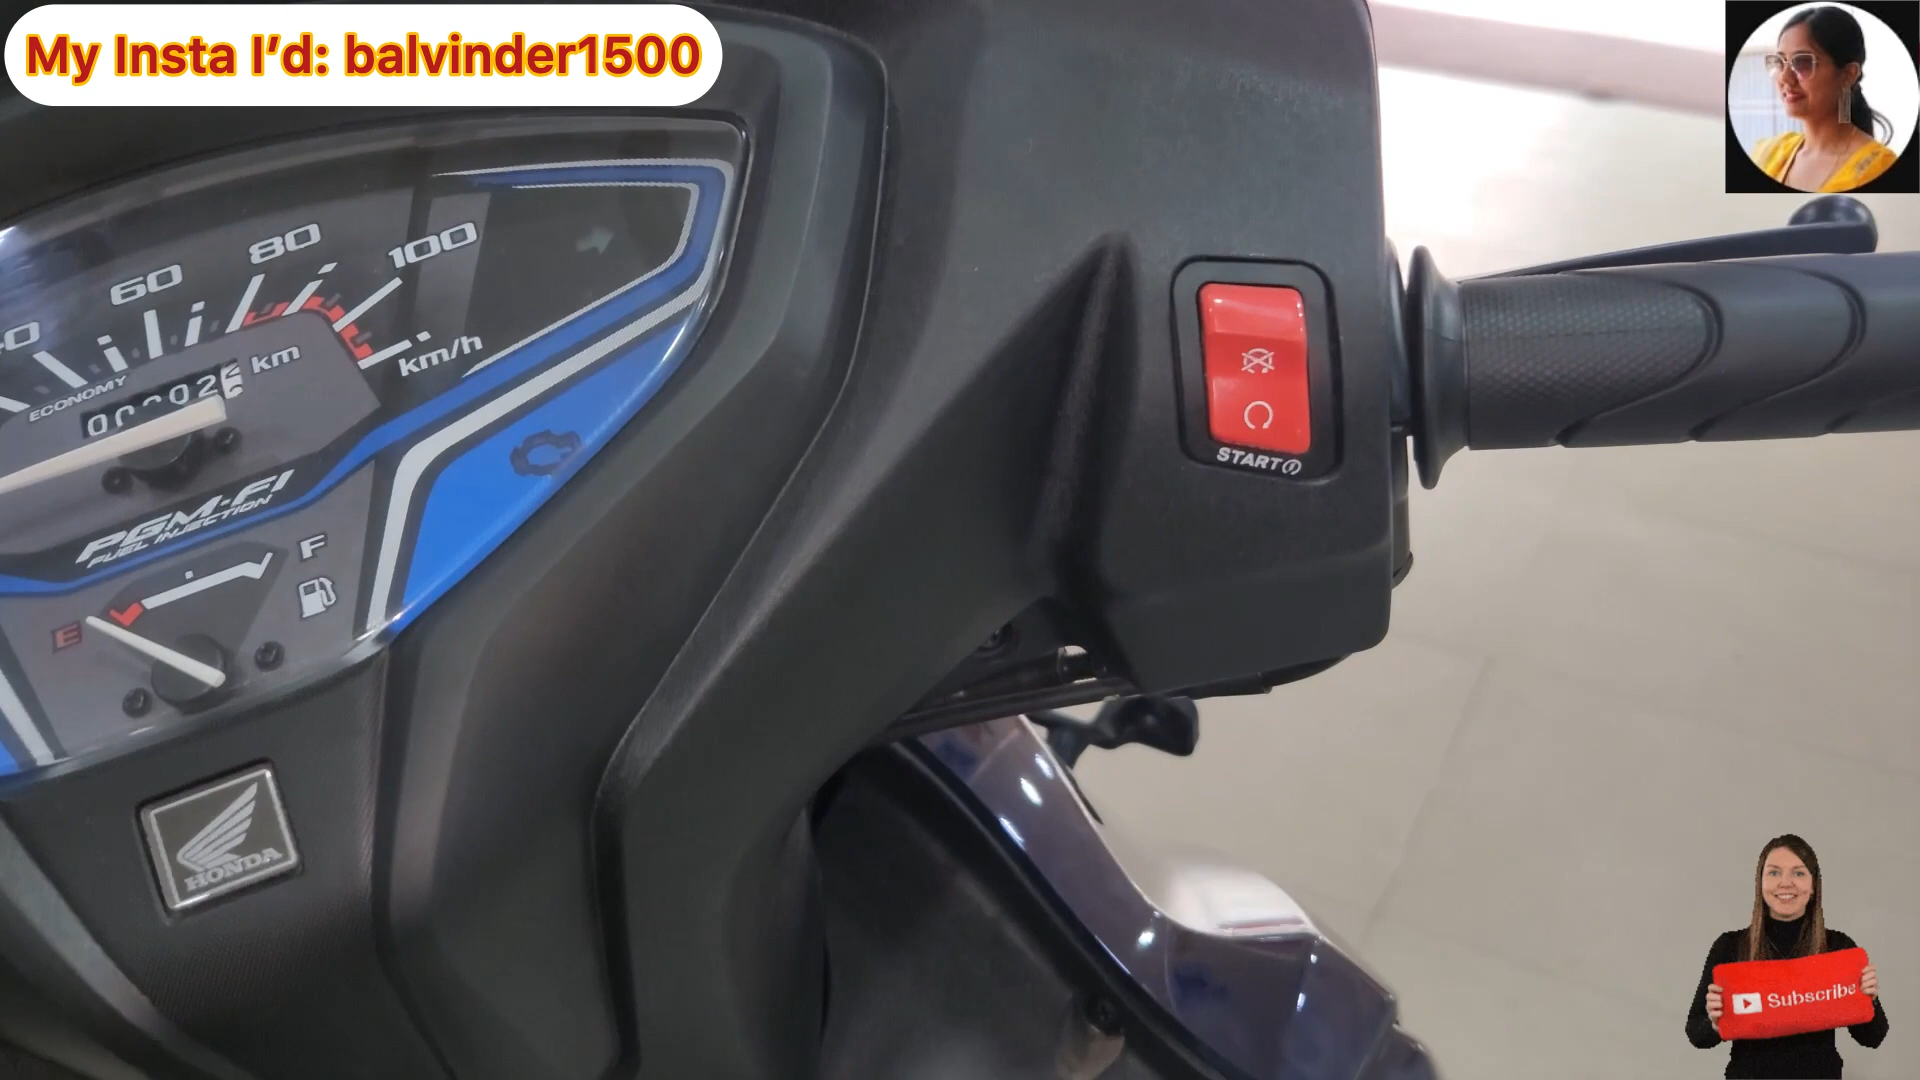 My Insta I’d: balvinder1500
80
100
60
km/h
km
ECONOMY
PGM-FI
FUEL INJECTION
F
E
START
HONDA
Subscribe